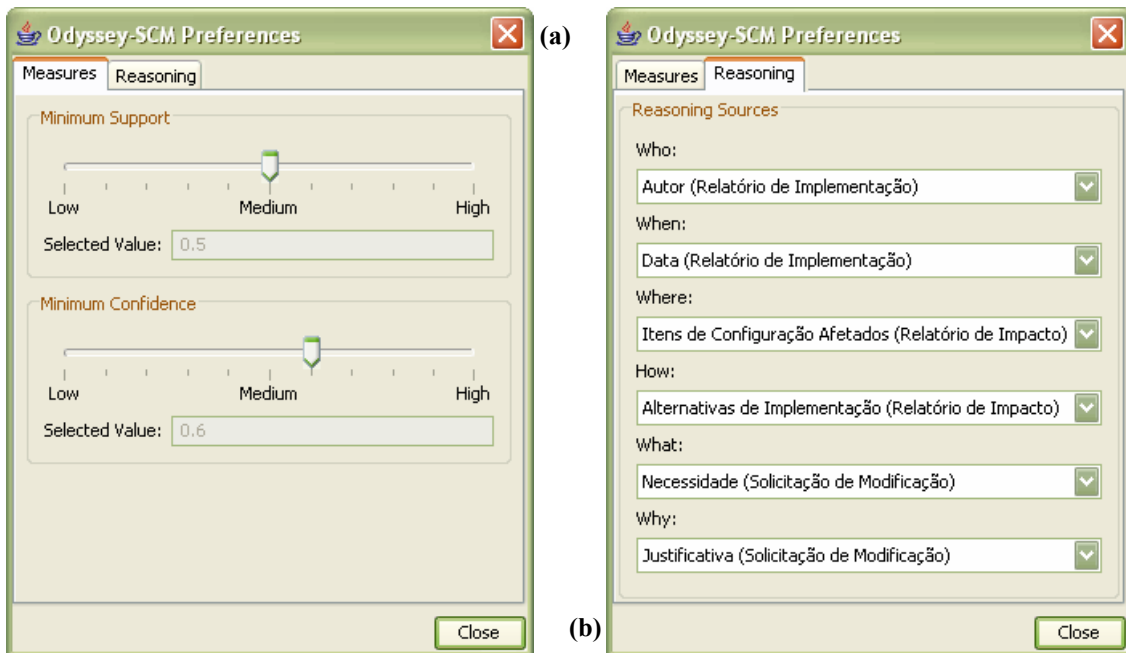 Odyssey-SCM Preferences
Measures Reasoning
Minimum Support
Low Medium High
Selected Value: 0.5
Minimum Confidence
Low Medium High
Selected Value: 0.6
Close
(a)
Odyssey-SCM Preferences
Measures Reasoning
Reasoning Sources
Who:
Autor (Relatório de Implementação)
When:
Data (Relatório de Implementação)
Where:
Itens de Configuração Afetados (Relatório de Impacto)
How:
Alternativas de Implementação (Relatório de Impacto)
What:
Necessidade (Solicitação de Modificação)
Why:
Justificativa (Solicitação de Modificação)
(b)
Close